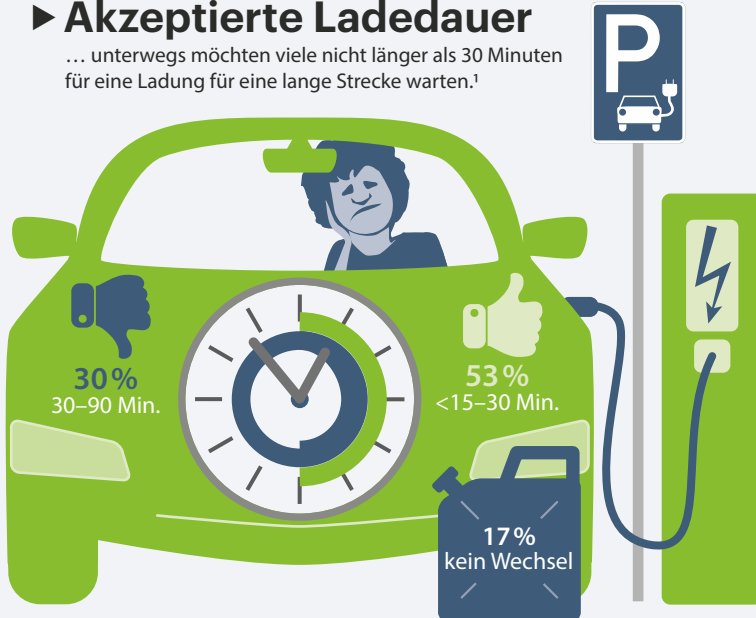 ▶ Akzeptierte Ladedauer
… unterwegs möchten viele nicht länger als 30 Minuten
für eine Ladung für eine lange Strecke warten.¹
P
30 %
30–90 Min.
53 %
<15–30 Min.
17 %
kein Wechsel